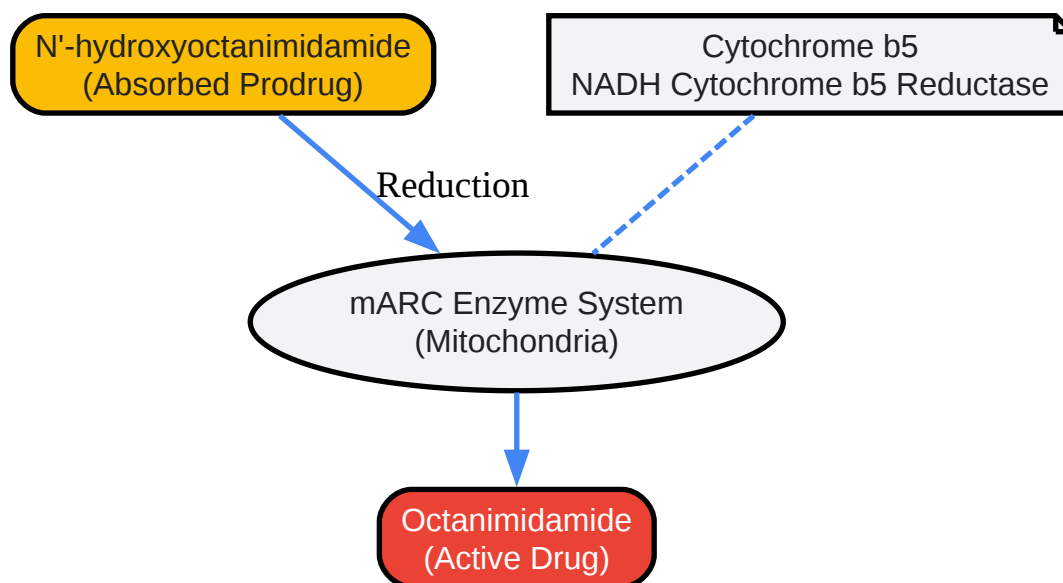 N'-hydroxyoctanimidamide
(Absorbed Prodrug)
Cytochrome b5
NADH Cytochrome b5 Reductase
Reduction
mARC Enzyme System
(Mitochondria)
Octanimidamide
(Active Drug)